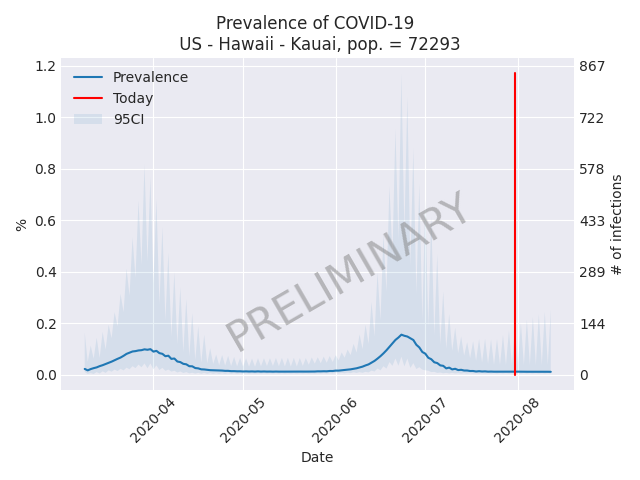 Prevalence of COVID-19
US - Hawaii - Kauai, pop. = 72293
Prevalence
Today
95CI
1.2
1.0
0.8
0.6
0.4
0.2
0.0
%
867
722
578
433
289
144
0
# of infections
PRELIMINARY
2020-04
2020-05
2020-06
2020-07
2020-08
Date